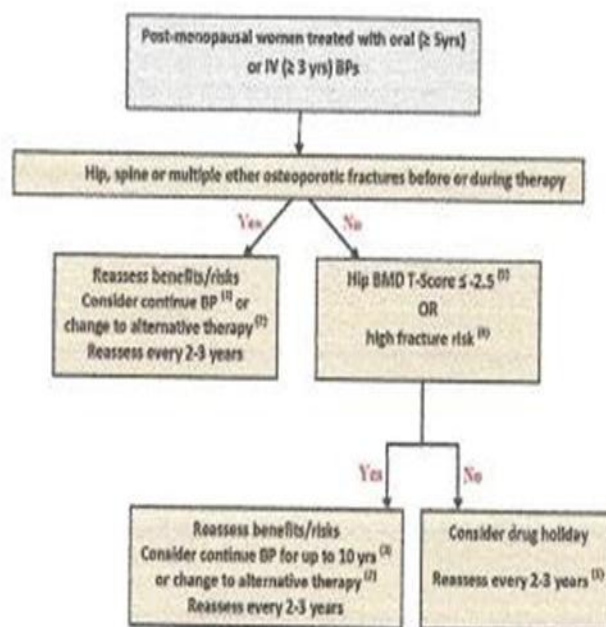 Post-menopausal women treated with oral (≥ 5yrs)
or IV (≥ 3 yrs) BPs
Hip, spine or multiple other osteoporotic fractures before or during therapy
Yes
No
Reassess benefits/risks
Consider continue BP or
change to alternative therapy
Reassess every 2-3 years
Hip BMD T-Score ≤ -2.5
OR
high fracture risk
Yes
No
Reassess benefits/risks
Consider continue BP for up to 10 yrs
or change to alternative therapy
Reassess every 2-3 years
Consider drug holiday
Reassess every 2-3 years